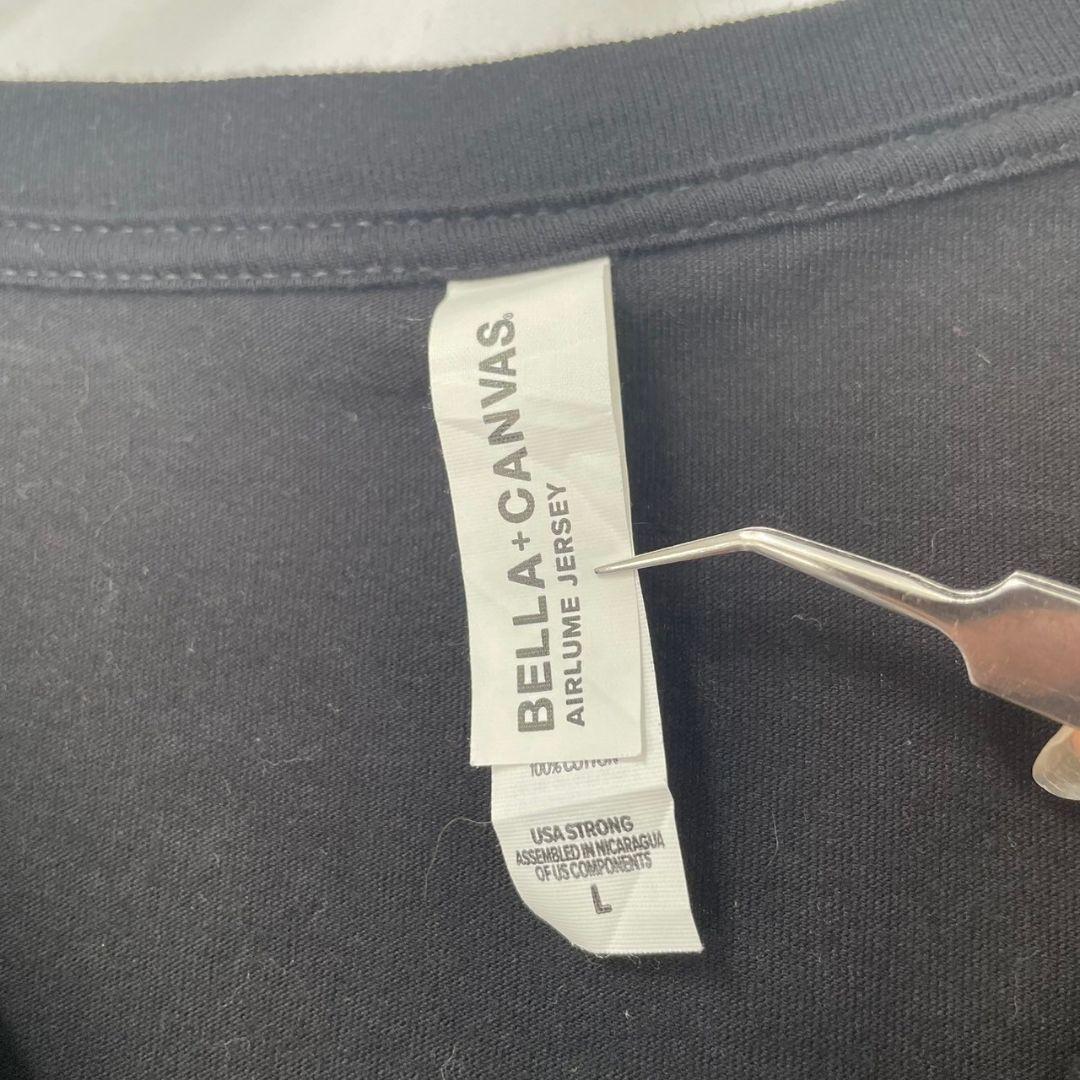 BELLA+CANVAS®
AIRLUME JERSEY
100% COTTON
USA STRONG
ASSEMBLED IN NICARAGUA
OF US COMPONENTS
L